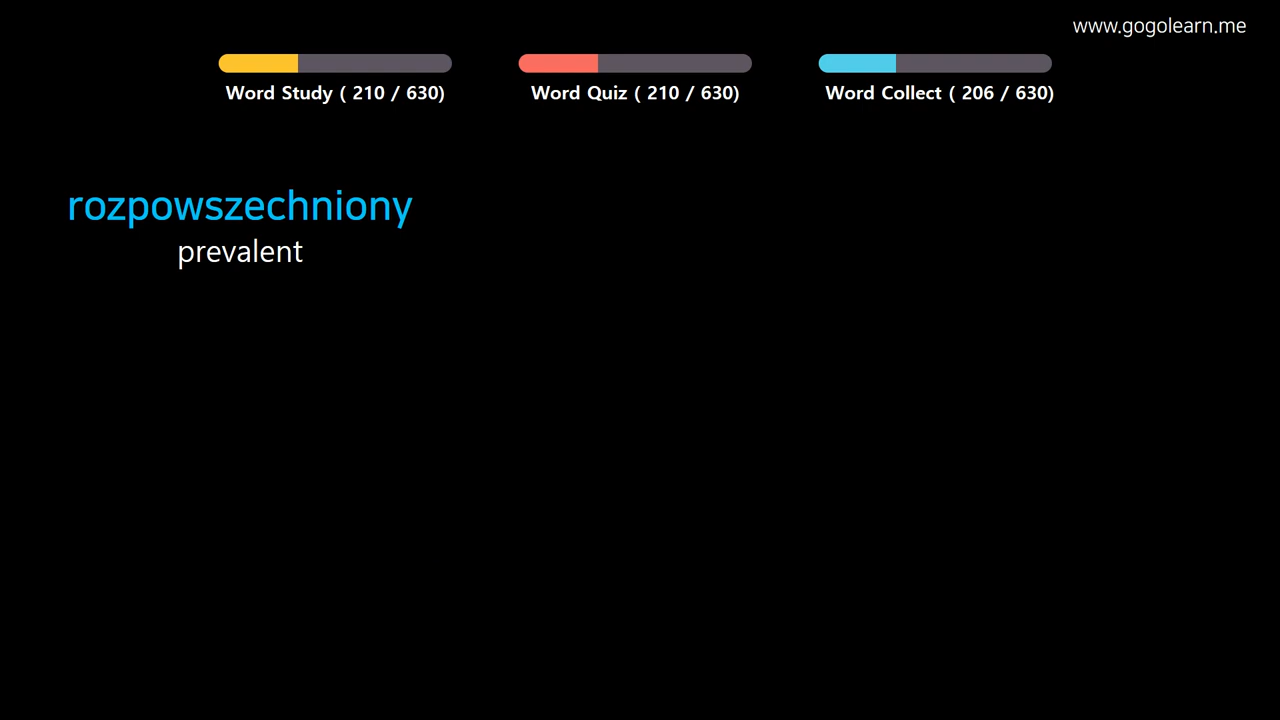 www.gogolearn.me
Word Study ( 210 / 630)
Word Quiz ( 210 / 630)
Word Collect ( 206 / 630)
rozpowszechniony
prevalent